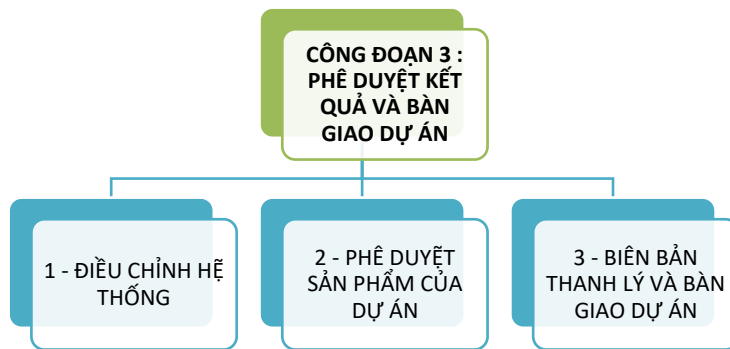 CÔNG ĐOẠN 3 :
PHÊ DUYỆT KẾT
QUẢ VÀ BÀN
GIAO DỰ ÁN
1 - ĐIỀU CHỈNH HỆ
THỐNG
2 - PHÊ DUYỆT
SẢN PHẨM CỦA
DỰ ÁN
3 - BIÊN BẢN
THANH LÝ VÀ BÀN
GIAO DỰ ÁN